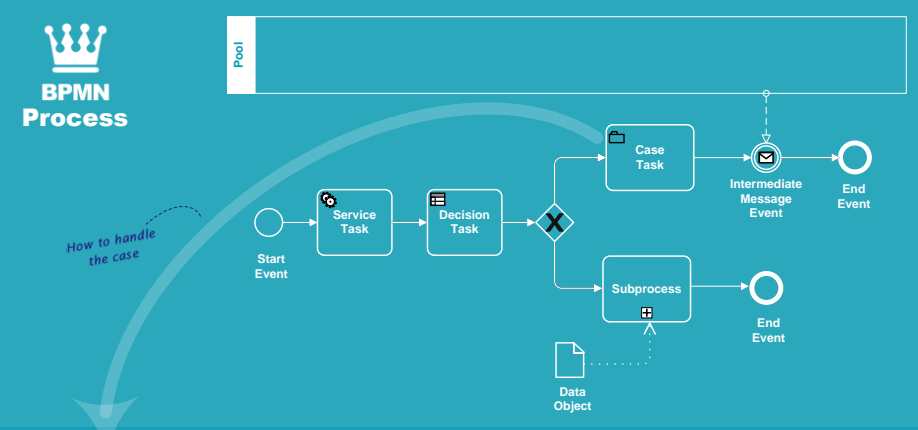 BPMN
Process
Pool
How to handle
the case
Start
Event
Service
Task
Decision
Task
X
Case
Task
Intermediate
Message
Event
End
Event
Subprocess
End
Event
Data
Object